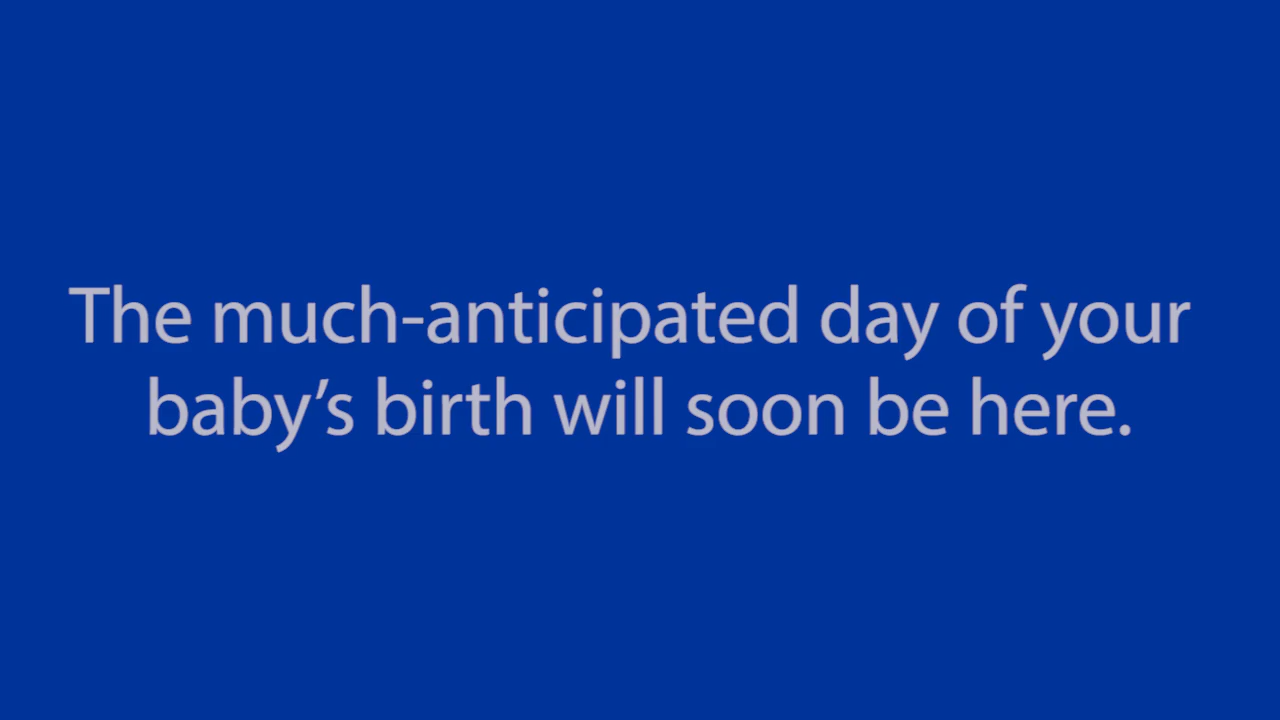 The much-anticipated day of your
baby’s birth will soon be here.